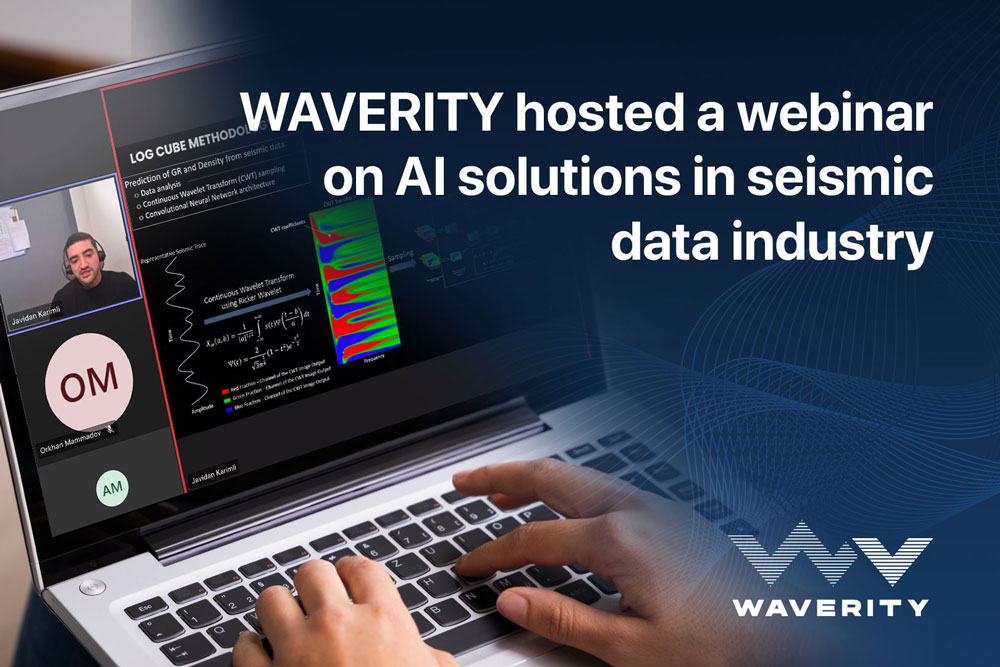 WAVERITY hosted a webinar
on AI solutions in seismic
data industry
LOG CUBE METHODOLOG
Prediction of GR and Density from seismic data
Data analysis
Continuous Wavelet Transform (CWT) sampling
Convolutional Neural Network architecture
CWT coefficients
Representative Seismic Trace
Time
Continuous Wavelet Transform
using Ricker Wavelet
Time
Sampling
Frequency
Amplitude
Red Fraction – Channel of the CWT Image Output
Green Fraction - Channel of the CWT Image Output
Blue Fraction - Channel of the CWT Image Output
Javidan Karimli
OM
Orkhan Mammadov
AM
Javidan Karimli
Esc
WAVERITY